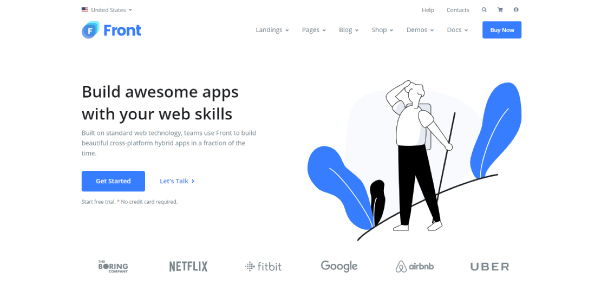 United States
Help Contacts
Front
Landings Pages Blog Shop Demos Docs Buy Now
Build awesome apps
with your web skills
Built on standard web technology, teams use Front to build
beautiful cross-platform hybrid apps in a fraction of the
time.
Get Started Let's Talk
Start free trial. * No credit card required.
THE
BORING
COMPANY
NETFLIX
fitbit
Google
airbnb
UBER